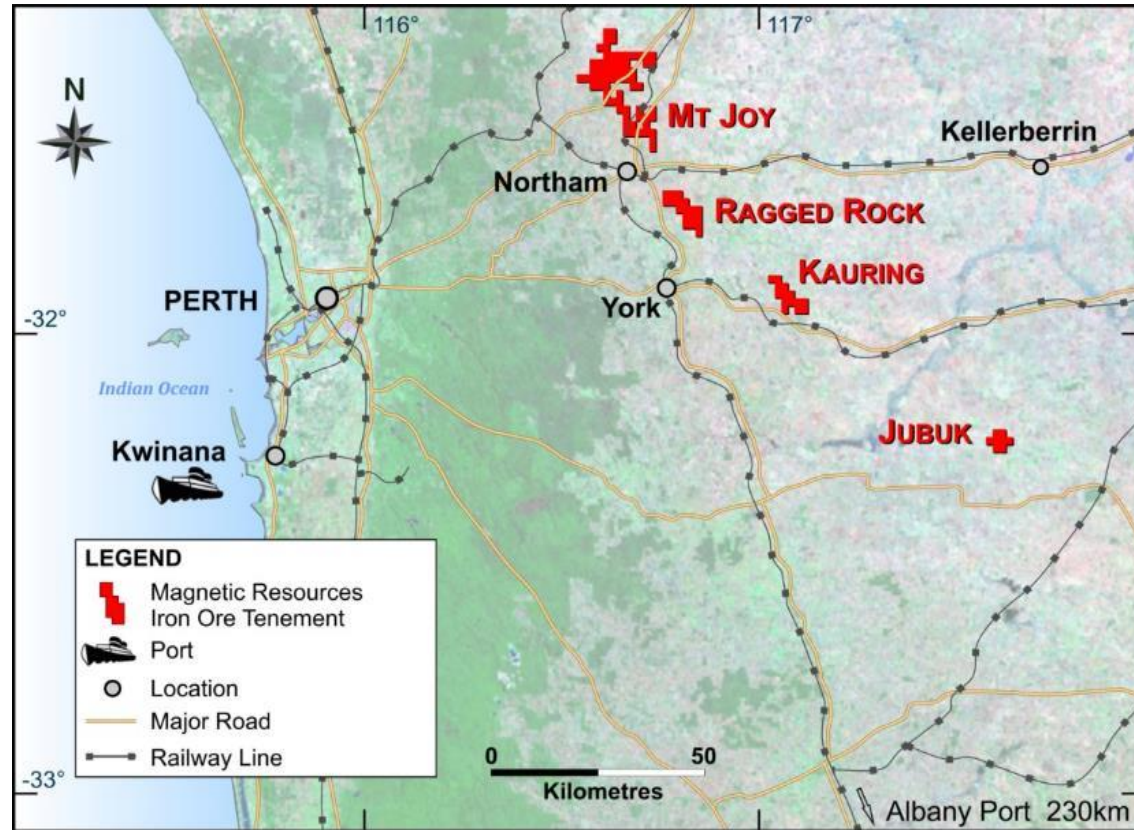 116°
117°
N
MT JOY
Kellerberrin
Northam
RAGGED ROCK
KAURING
PERTH
York
-32°
Indian Ocean
JUBUK
Kwinana
LEGEND
Magnetic Resources
Iron Ore Tenement
Port
Location
Major Road
Railway Line
0 50
Kilometres
-33°
Albany Port 230km